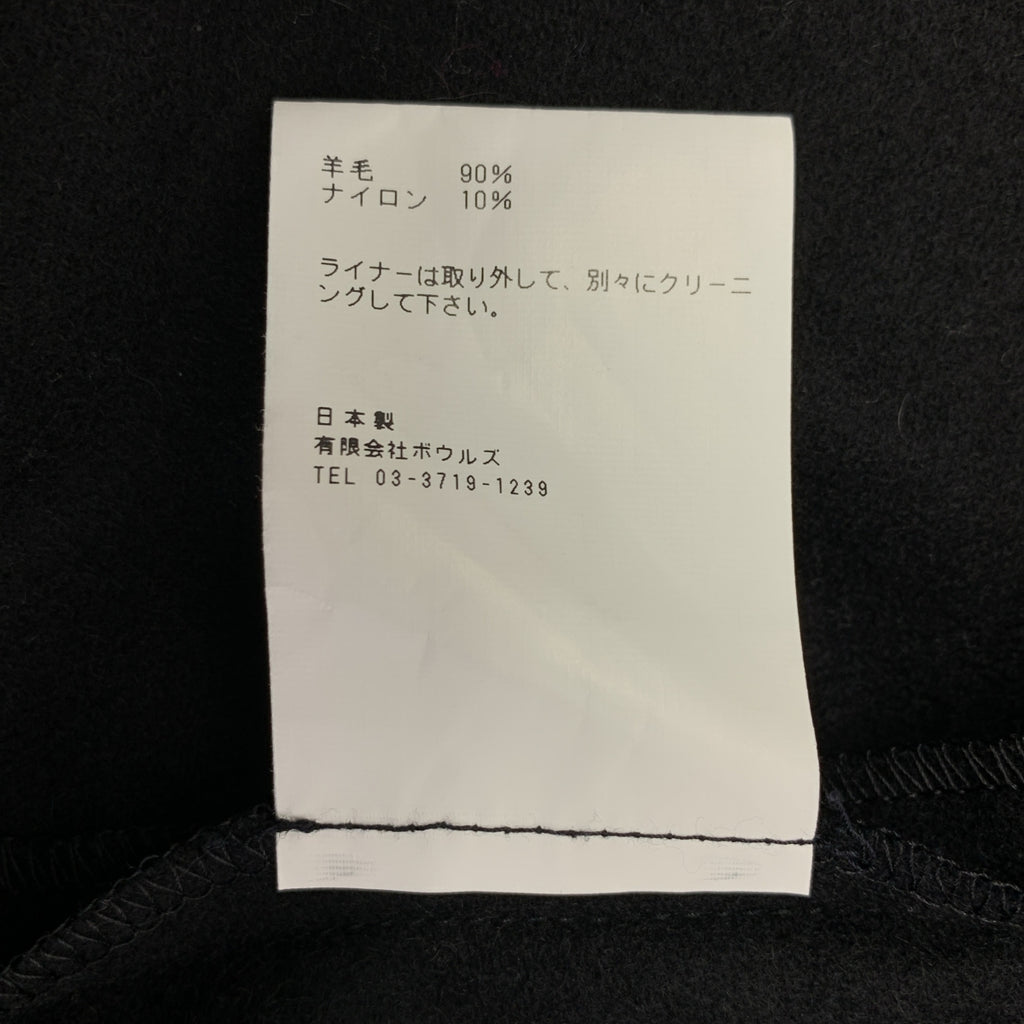 羊毛 90%
ナイロン 10%
ライナーは取り外して、別々にクリーニ
ングして下さい。
日本製
有限会社ボウルズ
TEL 03-3719-1239